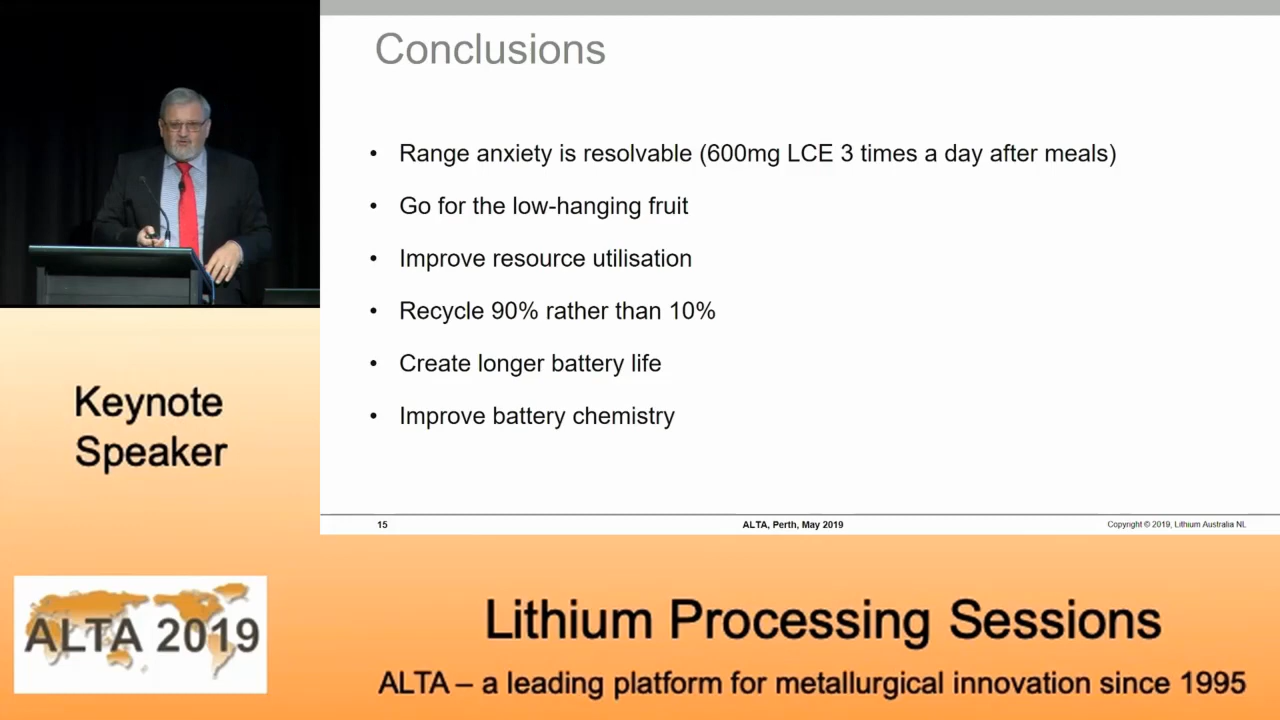 Conclusions
• Range anxiety is resolvable (600mg LCE 3 times a day after meals)
• Go for the low-hanging fruit
• Improve resource utilisation
• Recycle 90% rather than 10%
• Create longer battery life
• Improve battery chemistry
15
ALTA, Perth, May 2019
Copyright © 2019, Lithium Australia NL
Keynote
Speaker
ALTA 2019
Lithium Processing Sessions
ALTA – a leading platform for metallurgical innovation since 1995